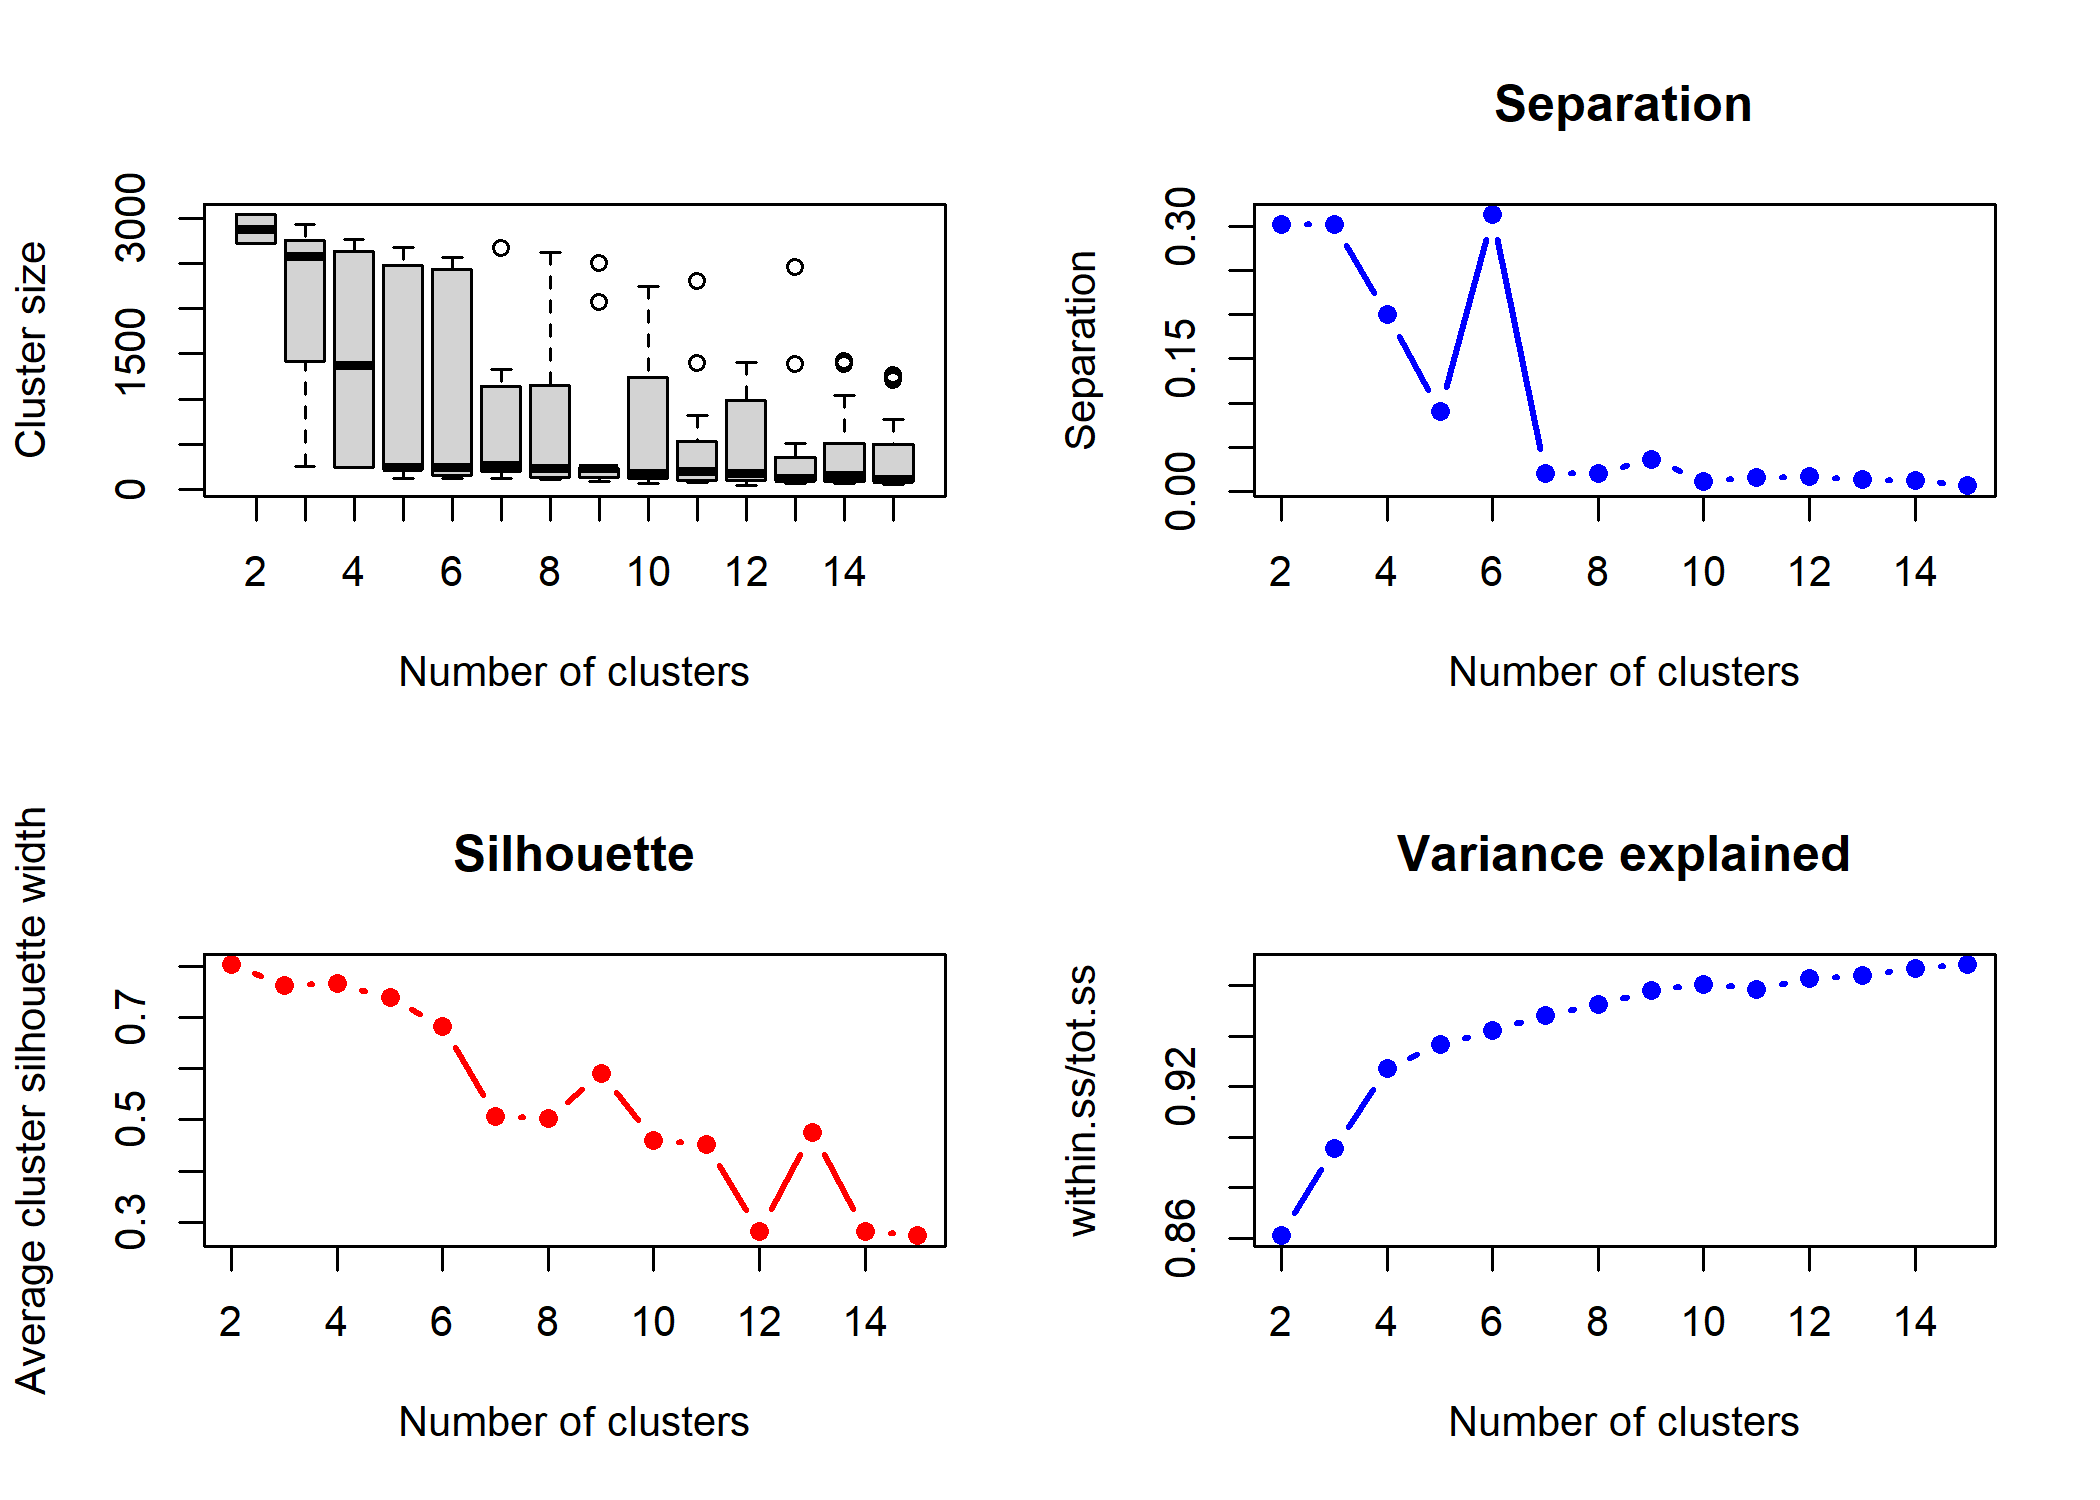 Cluster size
0 1500 3000
2 4 6 8 10 12 14
Number of clusters
Separation
Separation
0.00 0.15 0.30
2 4 6 8 10 12 14
Number of clusters
Silhouette
Average cluster silhouette width
0.3 0.5 0.7
2 4 6 8 10 12 14
Number of clusters
Variance explained
within.ss/tot.ss
0.86 0.92
2 4 6 8 10 12 14
Number of clusters